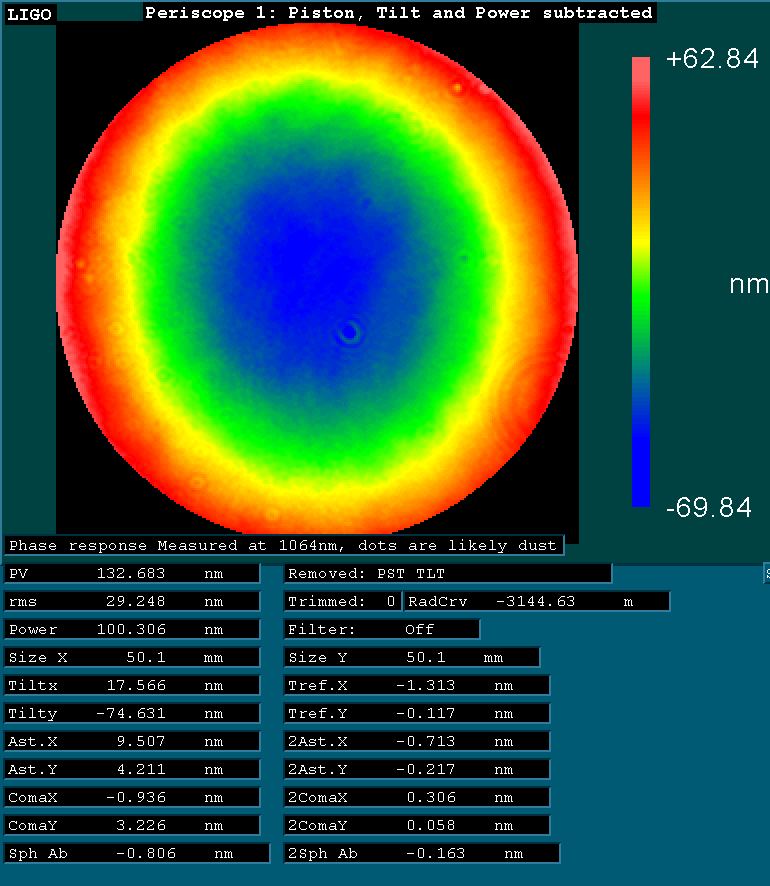 LIGO
Periscope 1: Piston, Tilt and Power subtracted
+62.84
nm
-69.84
Phase response Measured at 1064nm, dots are likely dust
PV 132.683 nm Removed: PST TLT
rms 29.248 nm Trimmed: 0 RadCrv -3144.63 m
Power 100.306 nm Filter: Off
Size X 50.1 mm Size Y 50.1 mm
Tiltx 17.566 nm Tref.X -1.313 nm
Tilty -74.631 nm Tref.Y -0.117 nm
Ast.X 9.507 nm 2Ast.X -0.713 nm
Ast.Y 4.211 nm 2Ast.Y -0.217 nm
ComaX -0.936 nm 2ComaX 0.306 nm
ComaY 3.226 nm 2ComaY 0.058 nm
Sph Ab -0.806 nm 2Sph Ab -0.163 nm